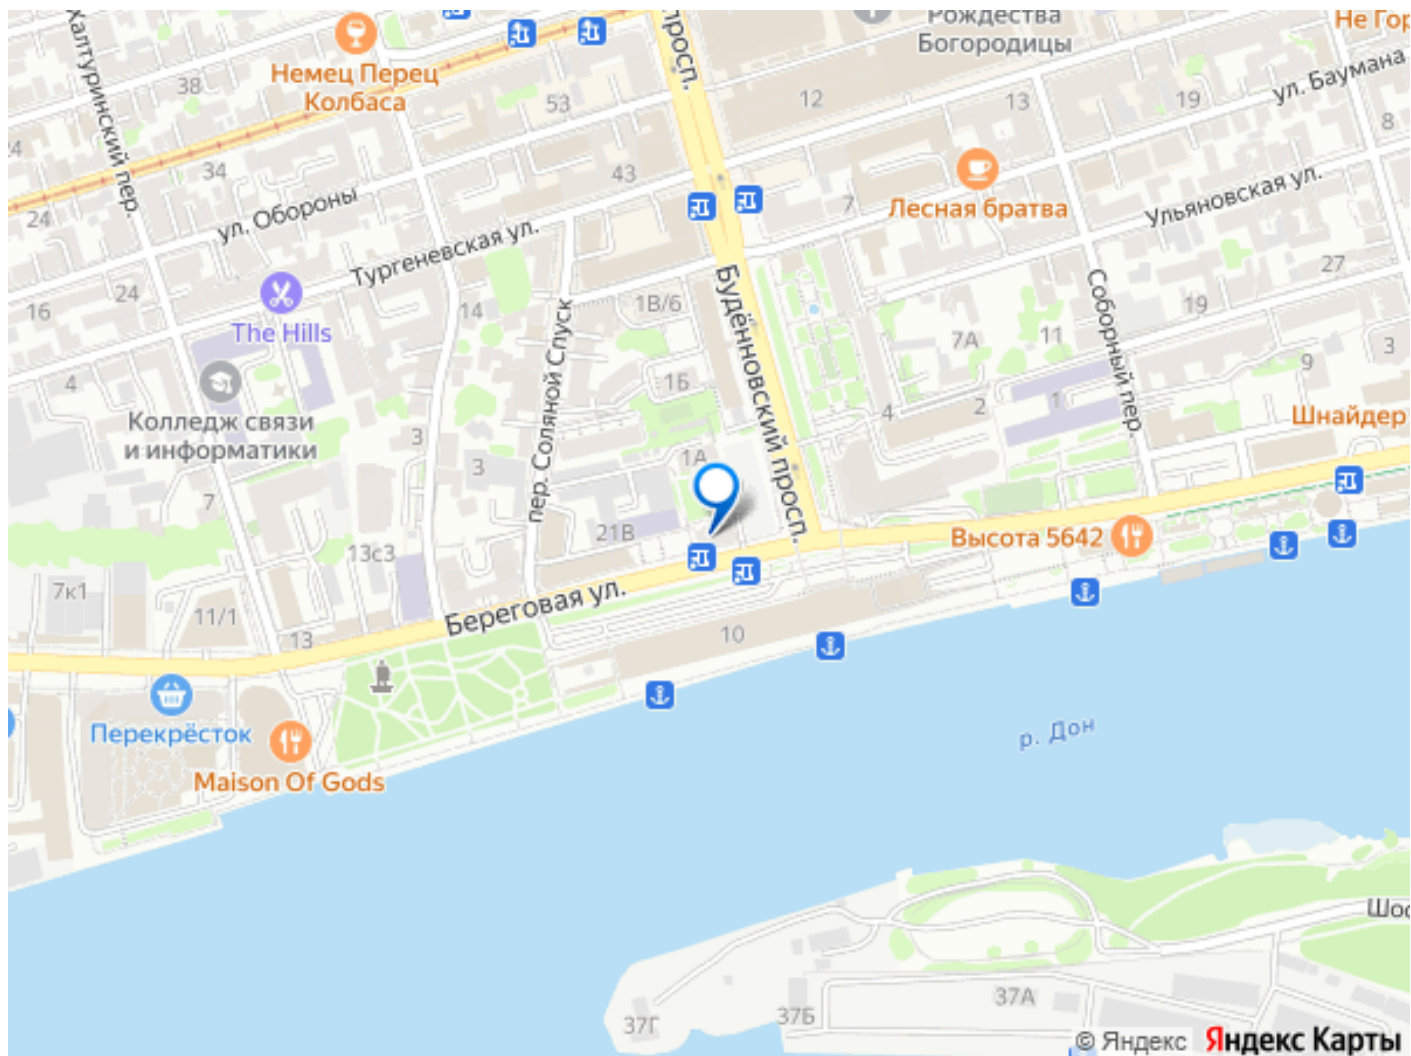 Рождества
Богородицы
Не Гор
просп.
Халтуринский пер.
Немец Перец
Колбаса
38
53
12
13
19
ул. Баумана
8
34
43
24
ул. Обороны
7
Лесная братва
Ульяновская ул.
Тургеневская ул.
27
24
16
14
1В/6
Будённовский просп.
Соборный пер.
19
The Hills
7А
11
3
9
4
1Б
пер. Соляной Спуск
Колледж связи
и информатики
4
2
1
Шнайдер
3
3
1А
7
21В
Высота 5642
13с3
7к1
11/1
Береговая ул.
13
10
Перекрёсток
Maison Of Gods
р. Дон
Шос
37Г
37Б
37А
© Яндекс Яндекс Карты